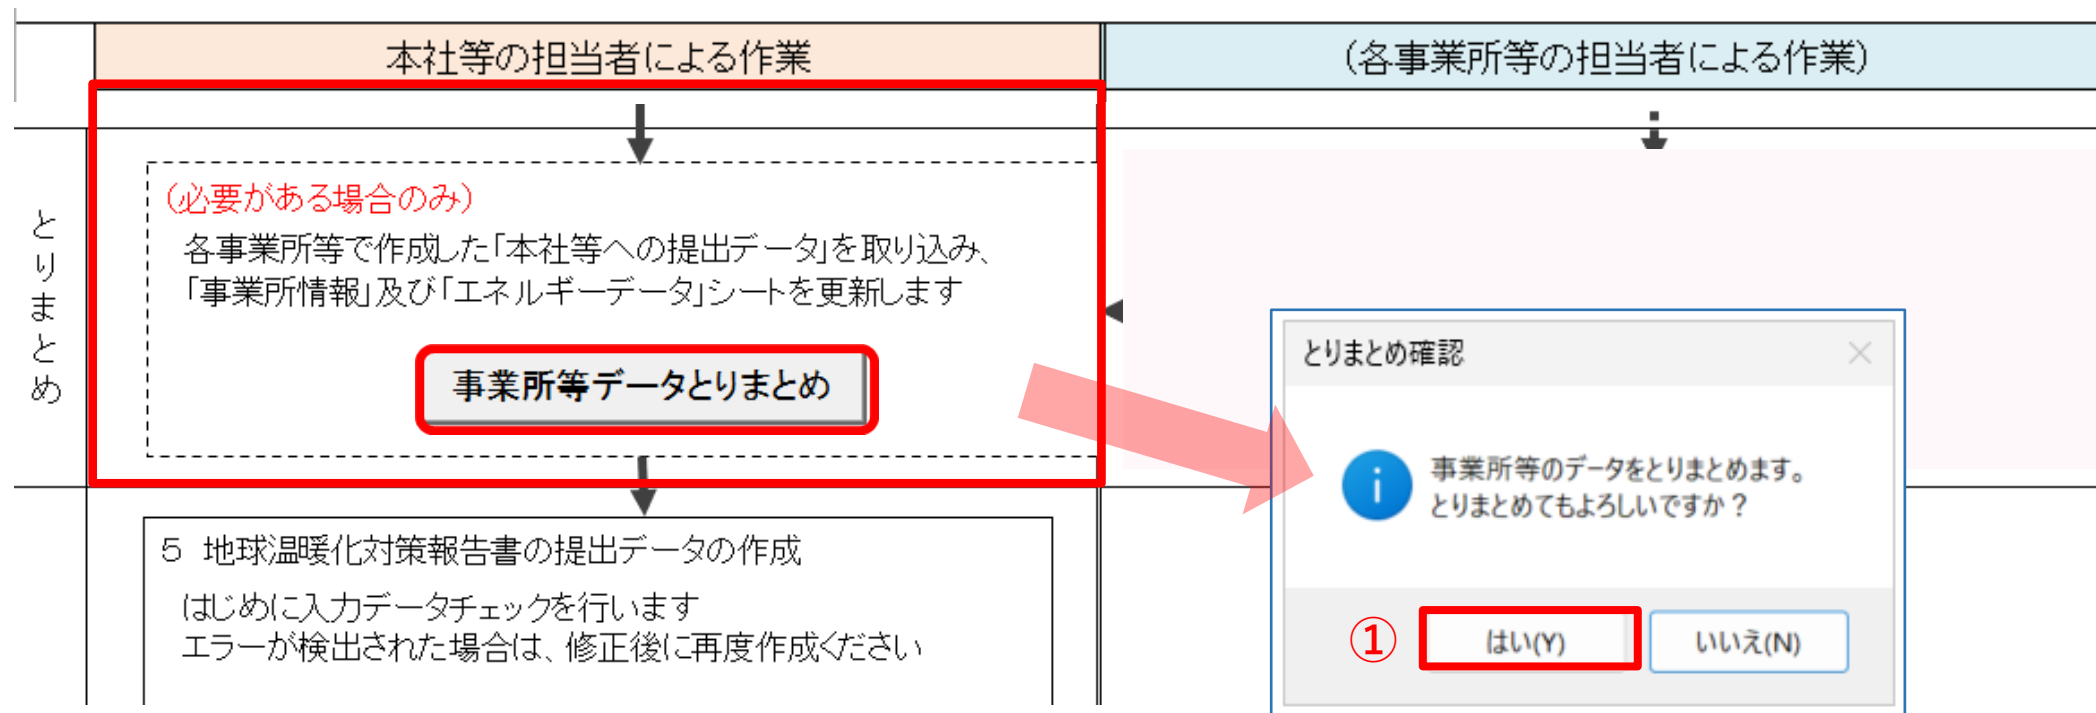 本社等の担当者による作業
(各事業所等の担当者による作業)
とりまとめ
(必要がある場合のみ)
各事業所等で作成した「本社等への提出データ」を取り込み、
「事業所情報」及び「エネルギーデータ」シートを更新します
事業所等データとりまとめ
とりまとめ確認
事業所等のデータをとりまとめます。
とりまとめてもよろしいですか？
①
はい(Y)
いいえ(N)
５ 地球温暖化対策報告書の提出データの作成
はじめに入力データチェックを行います
エラーが検出された場合は、修正後に再度作成ください